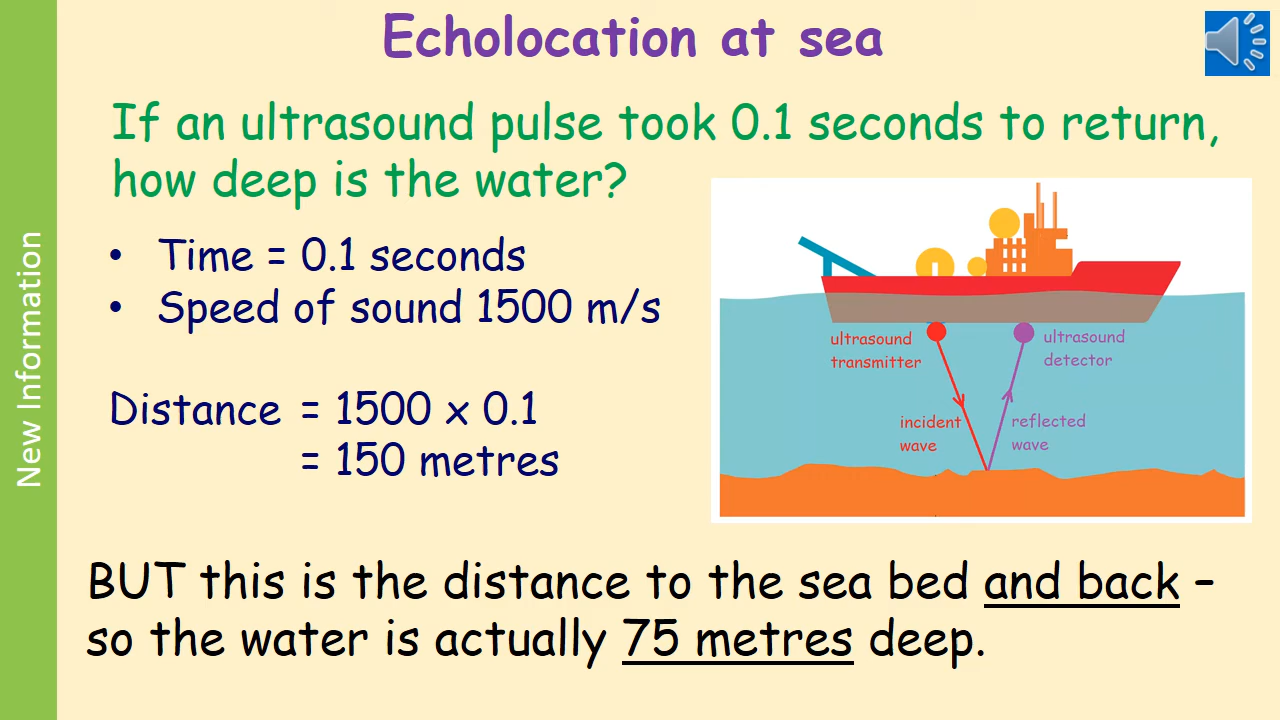 Echolocation at sea
If an ultrasound pulse took 0.1 seconds to return,
how deep is the water?
• Time = 0.1 seconds
• Speed of sound 1500 m/s
Distance = 1500 x 0.1
= 150 metres
ultrasound
transmitter
ultrasound
detector
incident
wave
reflected
wave
BUT this is the distance to the sea bed and back –
so the water is actually 75 metres deep.
New Information